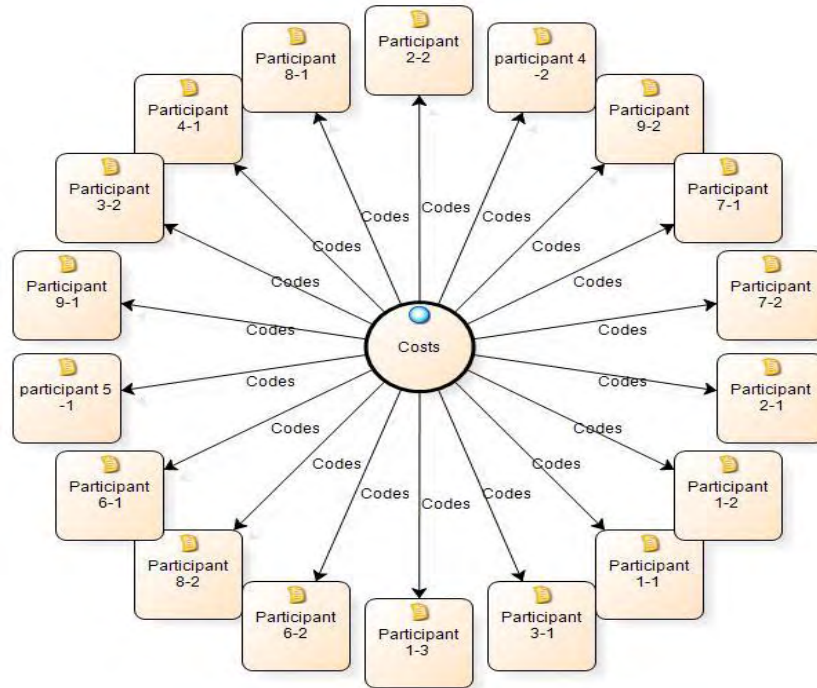 Participant
2-2
Participant
8-1
participant 4
-2
Participant
4-1
Participant
9-2
Participant
3-2
Participant
7-1
Codes
Codes
Codes
Codes
Codes
Codes
Codes
Participant
9-1
Participant
7-2
Codes
Codes
Costs
participant 5
-1
Participant
2-1
Codes
Codes
Codes
Codes
Participant
6-1
Participant
1-2
Codes
Codes
Codes
Codes
Codes
Participant
8-2
Participant
1-1
Participant
6-2
Participant
1-3
Participant
3-1